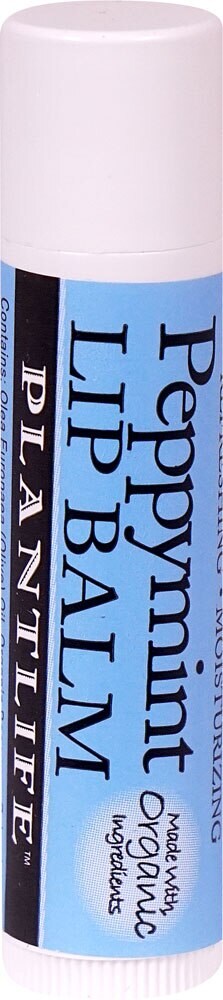 MOISTURIZING
Peppymint
LIP BALM
Made with
Organic
Ingredients
PLANTLIFE™
Contains: Olea Europaea (Olive) Oil,